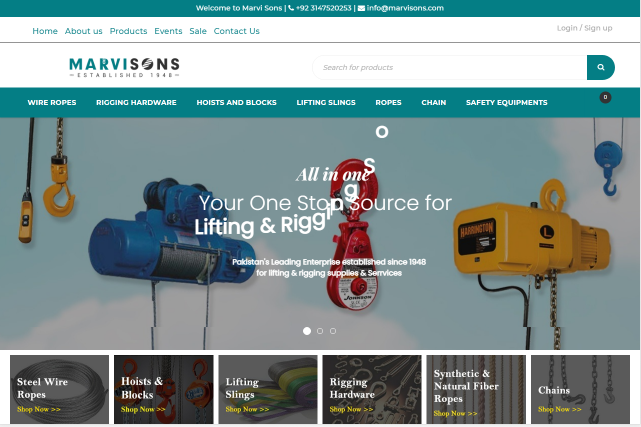 Welcome to Marvi Sons | +92 3147520253 | info@marvisons.com
Login / Sign up
Home About us Products Events Sale Contact Us
MARVISONS
ESTABLISHED 1948
Search for products
WIRE ROPES RIGGING HARDWARE HOISTS AND BLOCKS LIFTING SLINGS ROPES CHAIN SAFETY EQUIPMENTS
0
All in one
Your One Stop Source for
Lifting & Rigging
so
Pakistan's Leading Enterprise established since 1948
for lifting & rigging supplies & Serrvices
HARRINGTON
L
Johnson
Steel Wire
Ropes
Shop Now >>
Hoists &
Blocks
Shop Now >>
Lifting
Slings
Shop Now >>
Rigging
Hardware
Shop Now >>
Synthetic &
Natural Fiber
Ropes
Shop Now >>
Chains
Shop Now >>